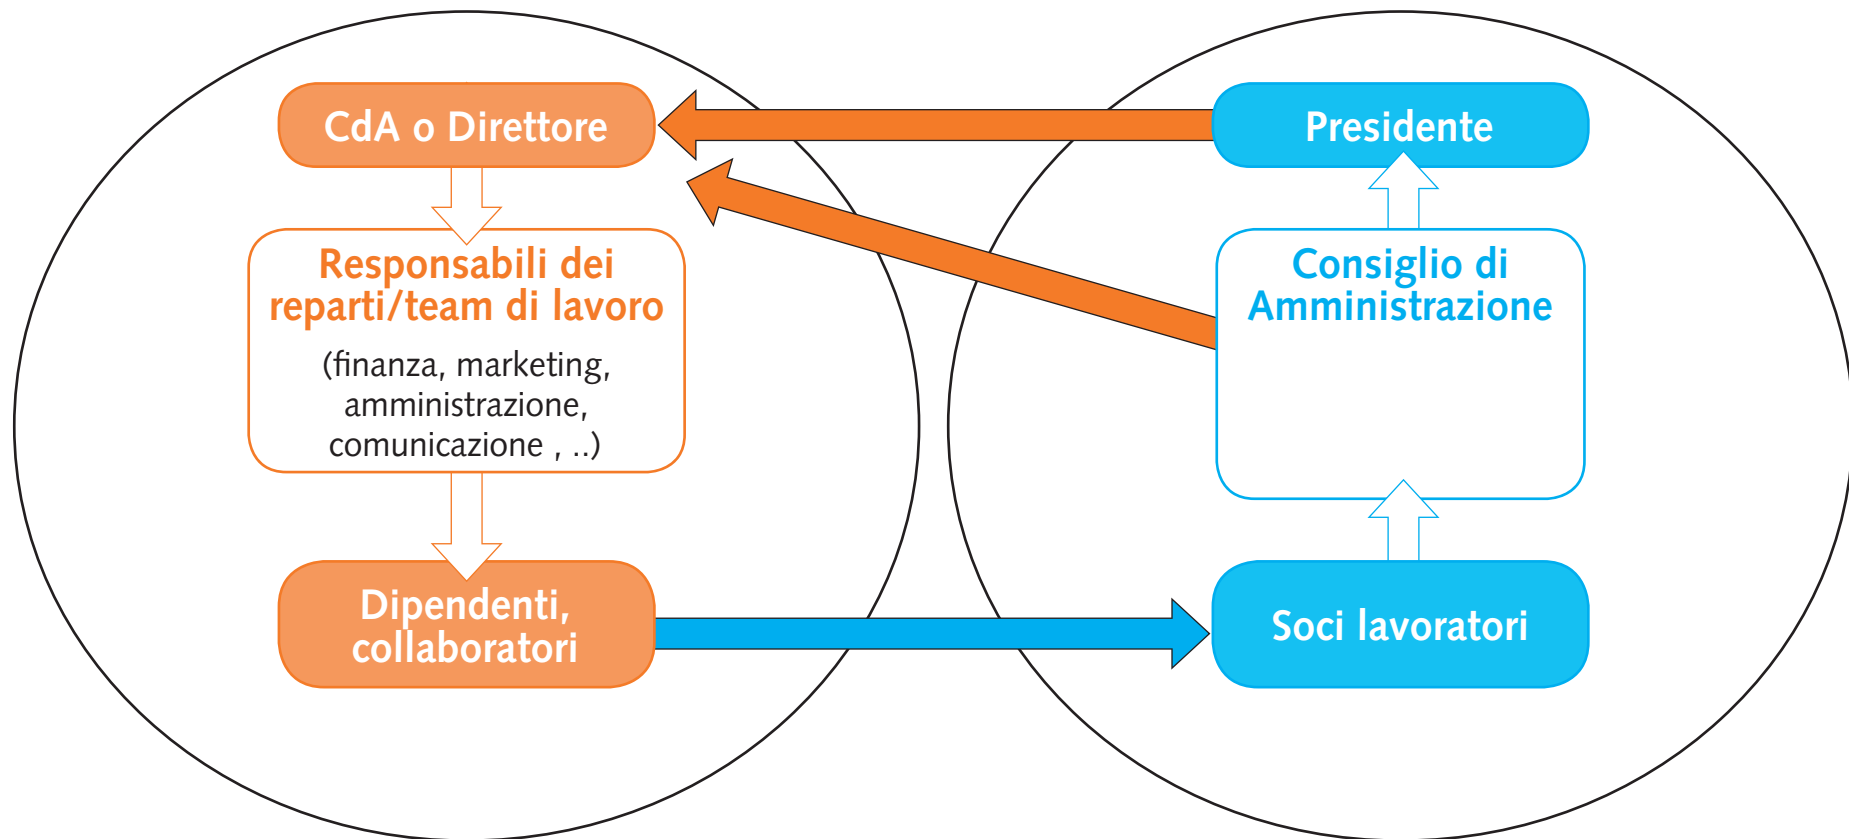 CdA o Direttore
Responsabili dei
reparti/team di lavoro
(finanza, marketing,
amministrazione,
comunicazione , ..)
Dipendenti,
collaboratori
Presidente
Consiglio di
Amministrazione
Soci lavoratori